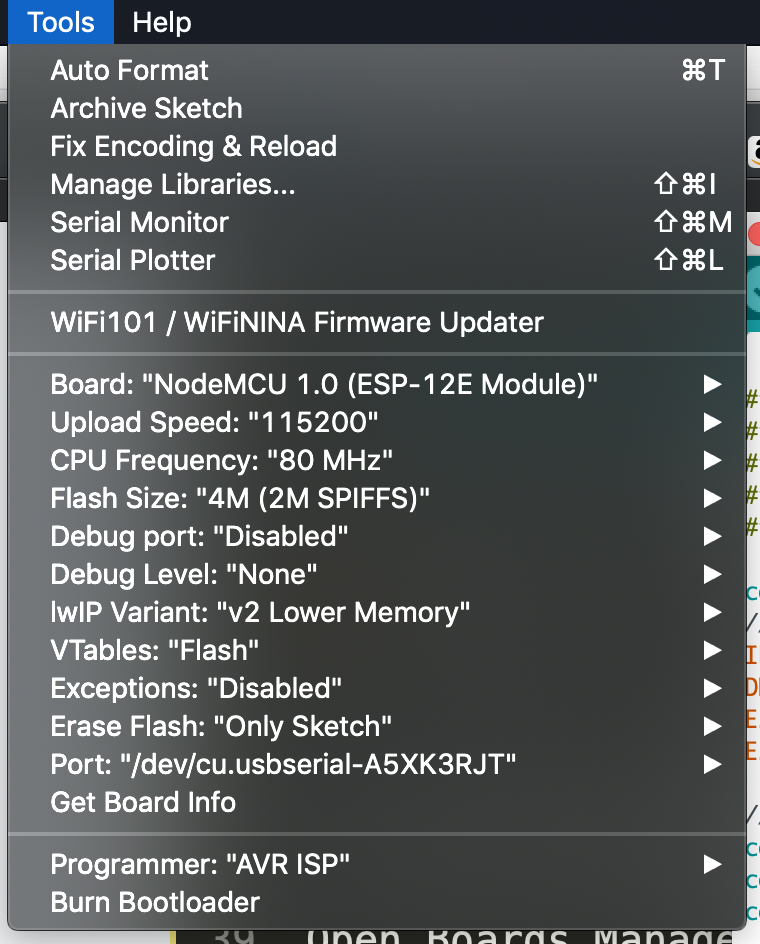 Tools Help
Auto Format ⌘T
Archive Sketch
Fix Encoding & Reload
Manage Libraries... ⇧⌘I
Serial Monitor ⇧⌘M
Serial Plotter ⇧⌘L
WiFi101 / WiFiNINA Firmware Updater
Board: "NodeMCU 1.0 (ESP-12E Module)"
Upload Speed: "115200"
CPU Frequency: "80 MHz"
Flash Size: "4M (2M SPIFFS)"
Debug port: "Disabled"
Debug Level: "None"
lwIP Variant: "v2 Lower Memory"
VTables: "Flash"
Exceptions: "Disabled"
Erase Flash: "Only Sketch"
Port: "/dev/cu.usbserial-A5XK3RJT"
Get Board Info
Programmer: "AVR ISP"
Burn Bootloader
39 Open Boards Manage